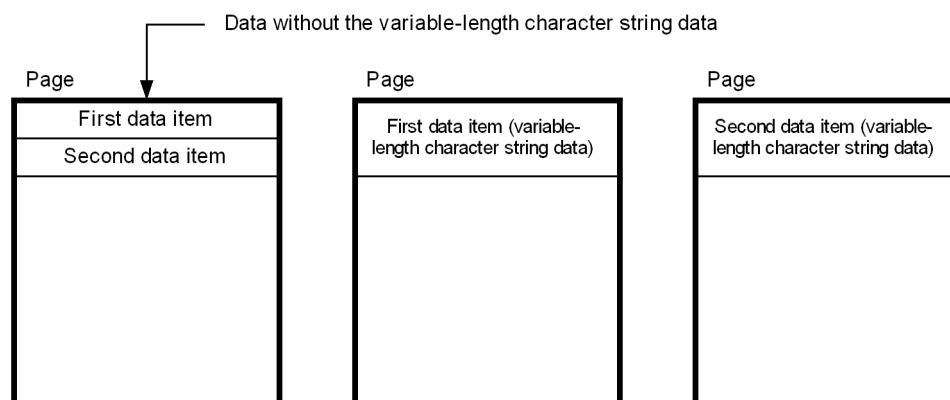 Data without the variable-length character string data
Page
Page
Page
First data item
Second data item
First data item (variable-
length character string data)
Second data item (variable-
length character string data)